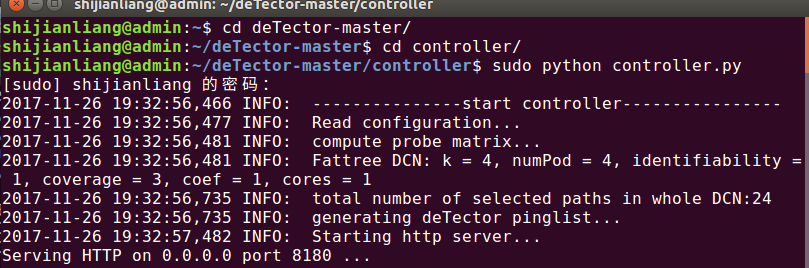 shijianliang@admin: ~/deTector-master/controller
shijianliang@admin:~$ cd deTector-master/
shijianliang@admin:~/deTector-master$ cd controller/
shijianliang@admin:~/deTector-master/controller$ sudo python controller.py
[sudo] shijianliang 的密码：
2017-11-26 19:32:56,466 INFO:  ---------------start controller----------------
2017-11-26 19:32:56,477 INFO:  Read configuration...
2017-11-26 19:32:56,481 INFO:  compute probe matrix...
2017-11-26 19:32:56,481 INFO:  Fattree DCN: k = 4, numPod = 4, identifiability =
 1, coverage = 3, coef = 1, cores = 1
2017-11-26 19:32:56,735 INFO:  total number of selected paths in whole DCN:24
2017-11-26 19:32:56,735 INFO:  generating deTector pinglist...
2017-11-26 19:32:57,482 INFO:  Starting http server...
Serving HTTP on 0.0.0.0 port 8180 ...